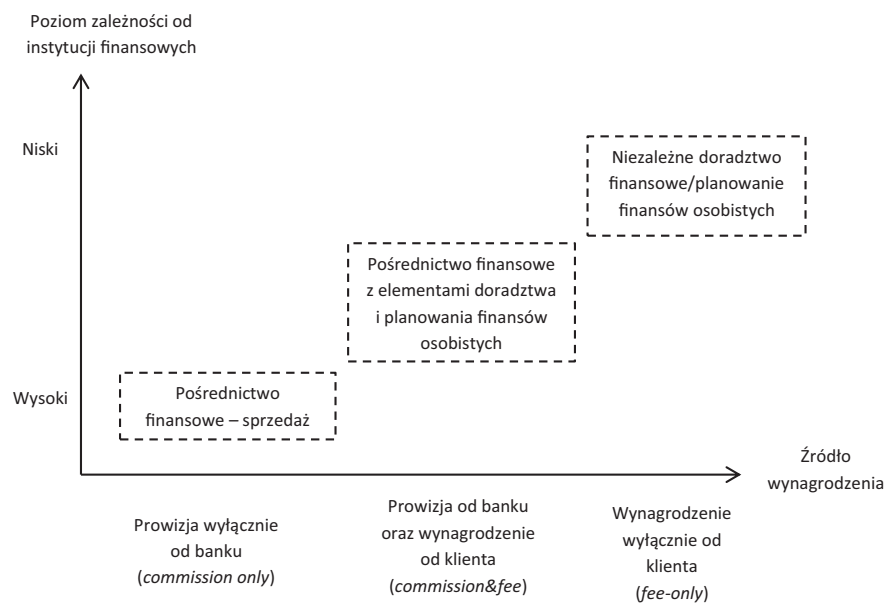 Poziom zależności od
instytucji finansowych
Niski
Niezależne doradztwo
finansowe/planowanie
finansów osobistych
Pośrednictwo finansowe
z elementami doradztwa
i planowania finansów
osobistych
Wysoki
Pośrednictwo
finansowe – sprzedaż
Źródło
wynagrodzenia
Prowizja wyłącznie
od banku
(commission only)
Prowizja od banku
oraz wynagrodzenie
od klienta
(commission&fee)
Wynagrodzenie
wyłącznie od
klienta
(fee-only)